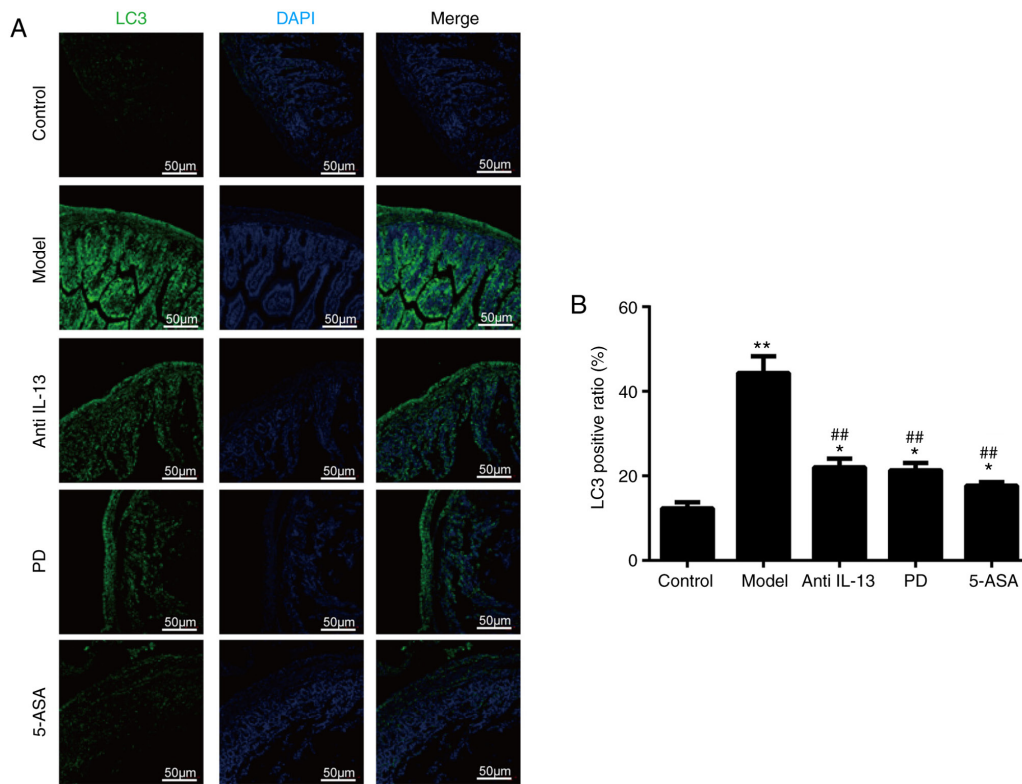 A
LC3 DAPI Merge
Control
50μm 50μm 50μm
Model
50μm 50μm 50μm
Anti IL-13
50μm 50μm 50μm
PD
50μm 50μm 50μm
5-ASA
50μm 50μm 50μm
B
LC3 positive ratio (%)
60
40
20
0
**
##
*
##
*
##
*
Control Model Anti IL-13 PD 5-ASA